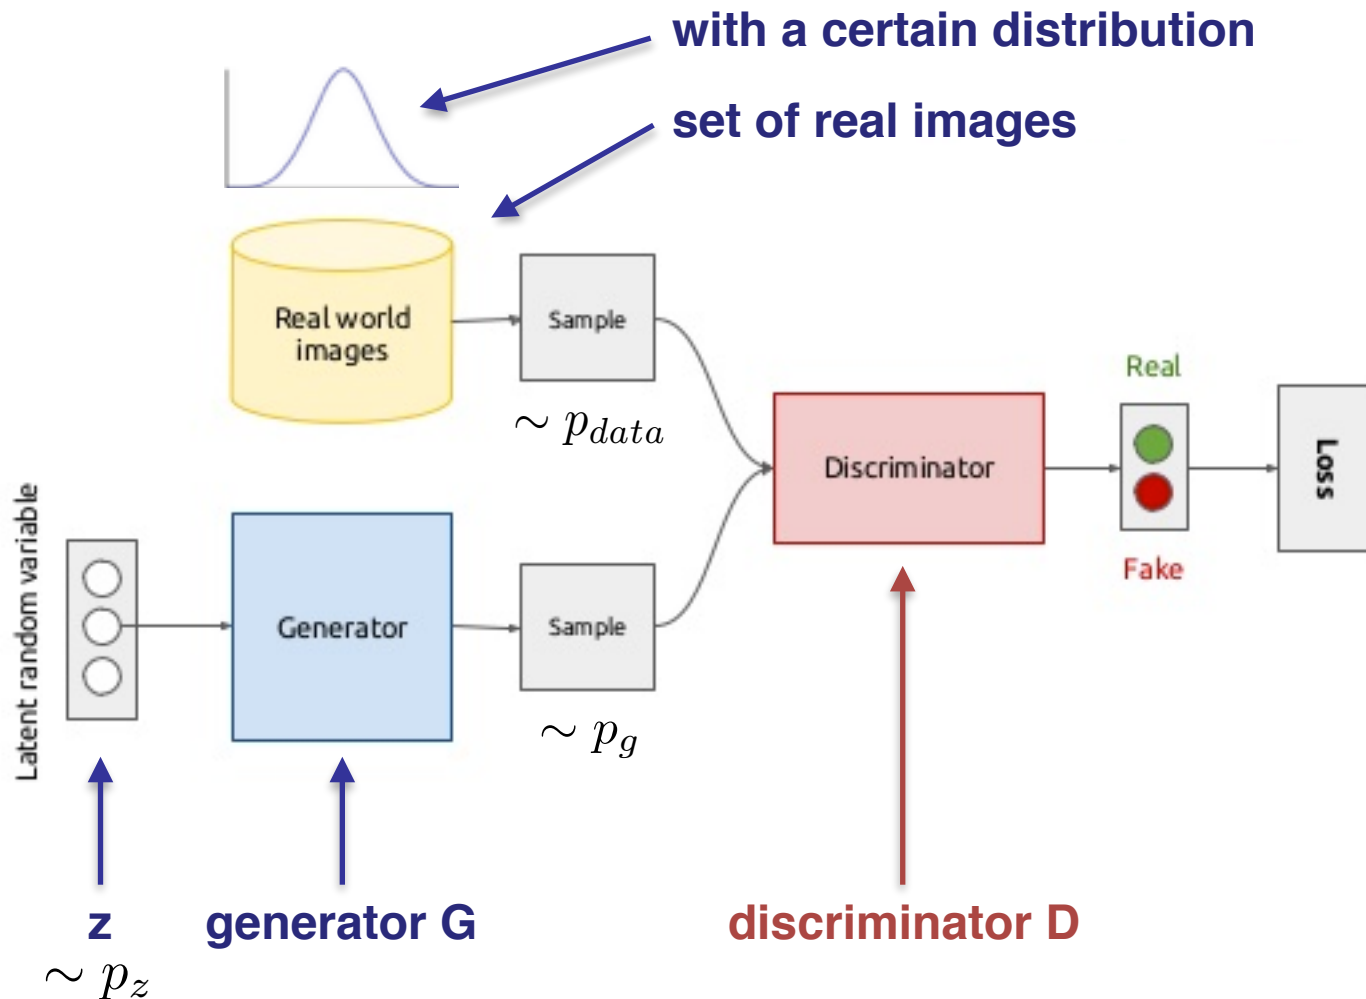 with a certain distribution
set of real images
Real world
images
Sample
∼ p_data
Real
Discriminator
Loss
Fake
Latent random variable
Generator
Sample
∼ p_g
z
∼ p_z
generator G
discriminator D